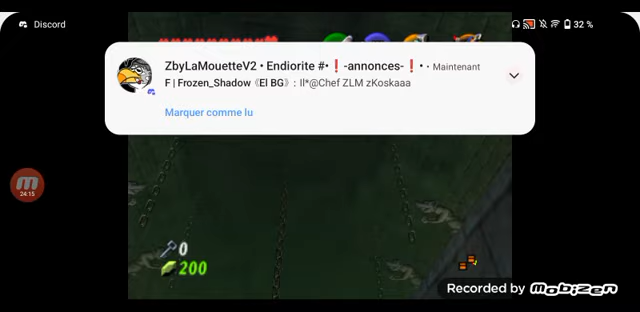 Discord
32 %
ZbyLaMouetteV2 • Endiorite #•❗-annonces-❗• • Maintenant
F | Frozen_Shadow《El BG》: Il*@Chef ZLM zKoskaaa
Marquer comme lu
24:15
0
200
Recorded by Mobizen